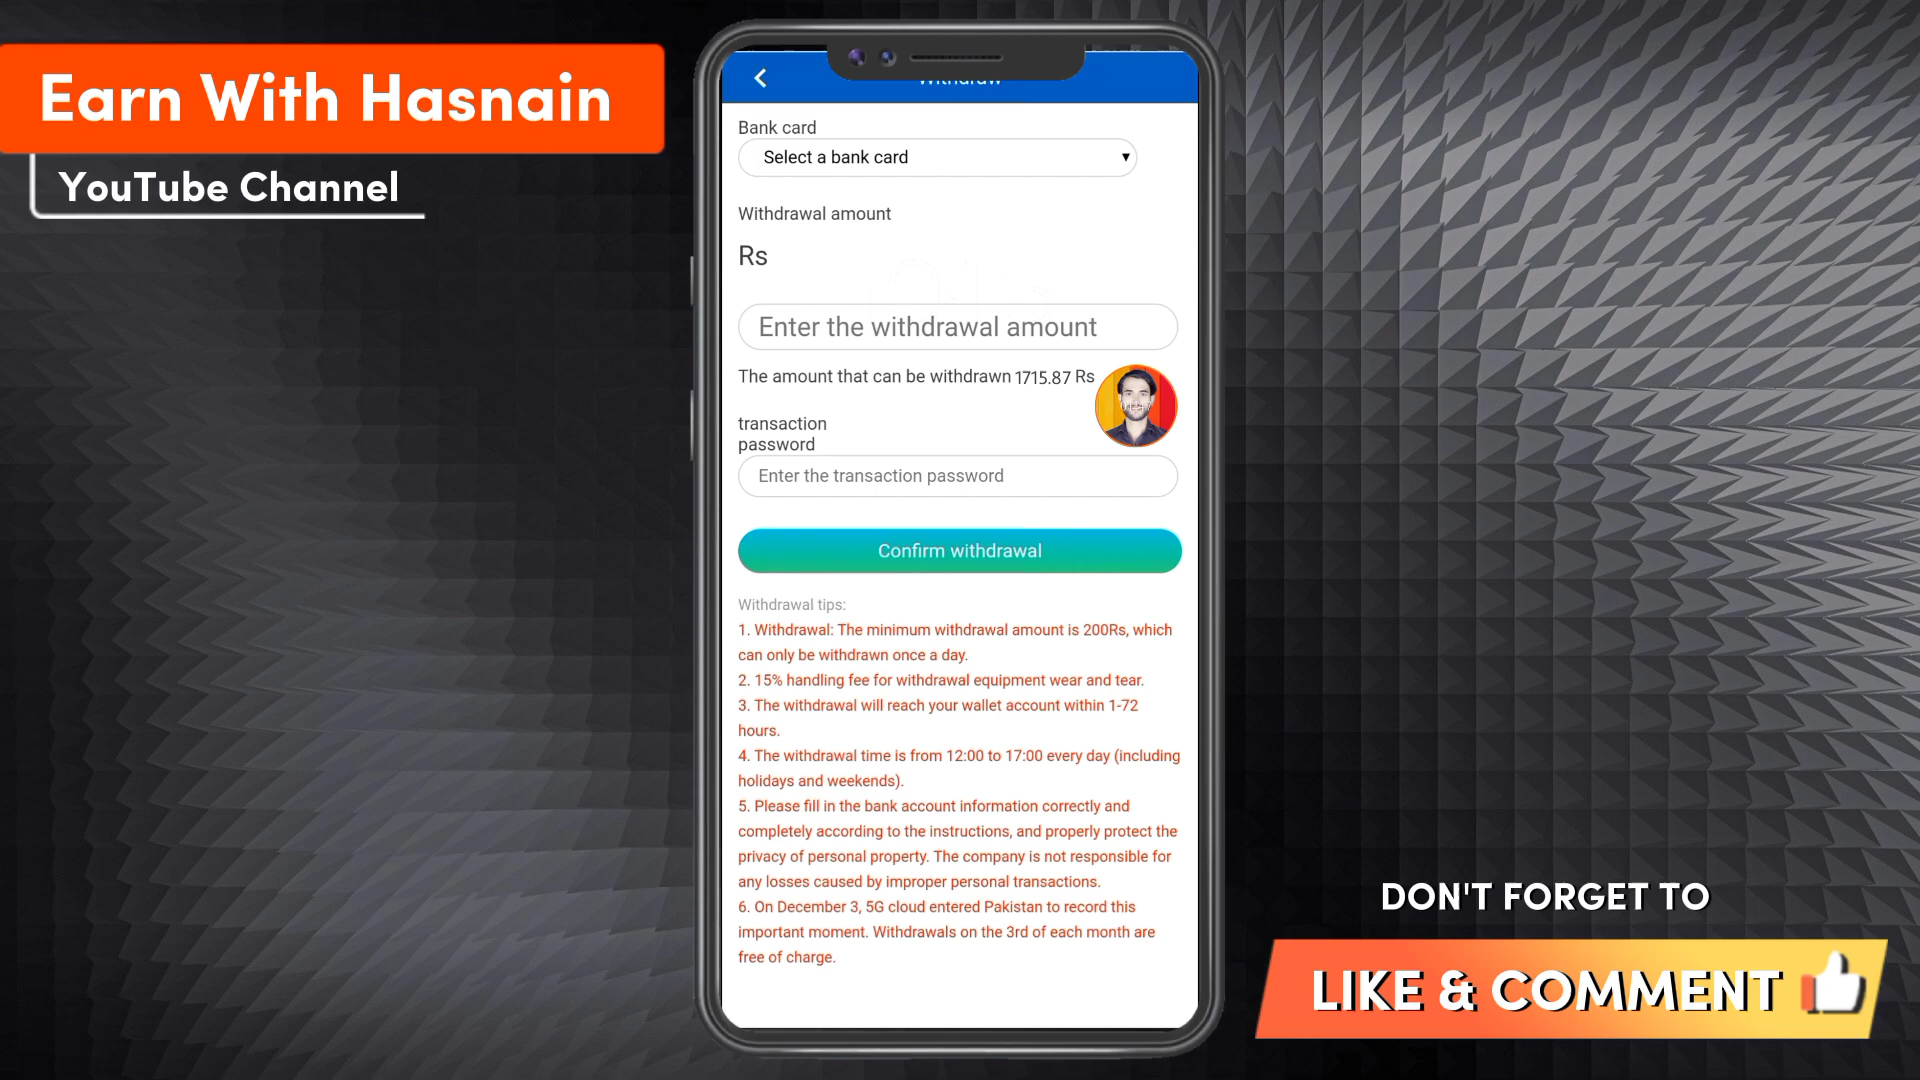 Earn With Hasnain
YouTube Channel
Withdraw
Bank card
Select a bank card
Withdrawal amount
Rs
Enter the withdrawal amount
The amount that can be withdrawn 1715.87 Rs
transaction
password
Enter the transaction password
Confirm withdrawal
Withdrawal tips:
1. Withdrawal: The minimum withdrawal amount is 200Rs, which
can only be withdrawn once a day.
2. 15% handling fee for withdrawal equipment wear and tear.
3. The withdrawal will reach your wallet account within 1-72
hours.
4. The withdrawal time is from 12:00 to 17:00 every day (including
holidays and weekends).
5. Please fill in the bank account information correctly and
completely according to the instructions, and properly protect the
privacy of personal property. The company is not responsible for
any losses caused by improper personal transactions.
6. On December 3, 5G cloud entered Pakistan to record this
important moment. Withdrawals on the 3rd of each month are
free of charge.
DON'T FORGET TO
LIKE & COMMENT